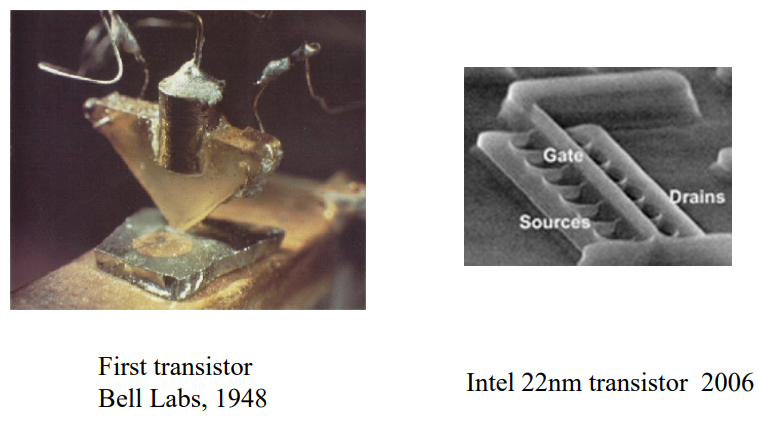 Gate
Drains
Sources
First transistor
Bell Labs, 1948
Intel 22nm transistor 2006